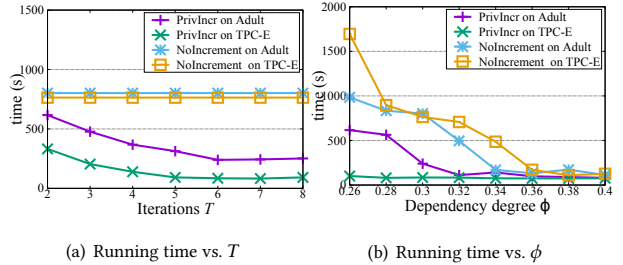 1500
1000
500
0
time (s)
PrivIncr on Adult
PrivIncr on TPC-E
NoIncrement on Adult
NoIncrement on TPC-E
2 3 4 5 6 7 8
Iterations T
(a) Running time vs. T
2000
1500
1000
500
0
time (s)
PrivIncr on Adult
PrivIncr on TPC-E
NoIncrement on Adult
NoIncrement on TPC-E
0.26 0.28 0.3 0.32 0.34 0.36 0.38 0.4
Dependency degree ϕ
(b) Running time vs. ϕ